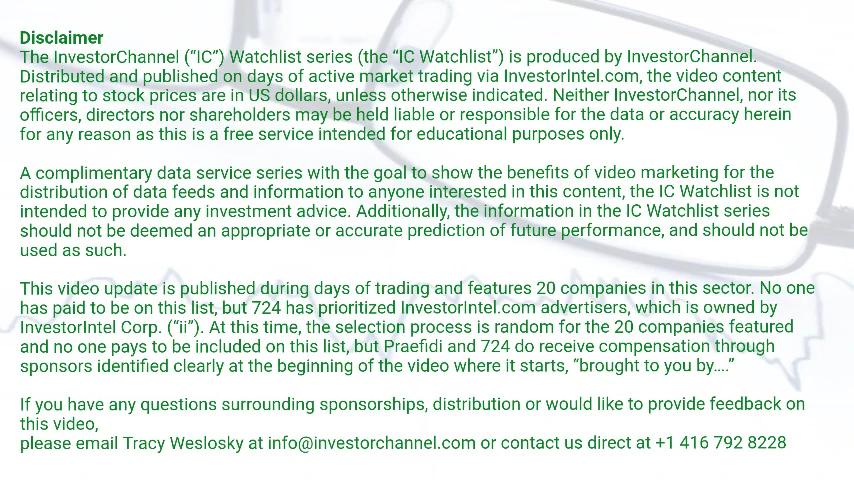 Disclaimer
The InvestorChannel (“IC”) Watchlist series (the “IC Watchlist”) is produced by InvestorChannel.
Distributed and published on days of active market trading via InvestorIntel.com, the video content
relating to stock prices are in US dollars, unless otherwise indicated. Neither InvestorChannel, nor its
officers, directors nor shareholders may be held liable or responsible for the data or accuracy herein
for any reason as this is a free service intended for educational purposes only.
A complimentary data service series with the goal to show the benefits of video marketing for the
distribution of data feeds and information to anyone interested in this content, the IC Watchlist is not
intended to provide any investment advice. Additionally, the information in the IC Watchlist series
should not be deemed an appropriate or accurate prediction of future performance, and should not be
used as such.
This video update is published during days of trading and features 20 companies in this sector. No one
has paid to be on this list, but 724 has prioritized InvestorIntel.com advertisers, which is owned by
InvestorIntel Corp. (“ii”). At this time, the selection process is random for the 20 companies featured
and no one pays to be included on this list, but Praefidi and 724 do receive compensation through
sponsors identified clearly at the beginning of the video where it starts, “brought to you by....”
If you have any questions surrounding sponsorships, distribution or would like to provide feedback on
this video,
please email Tracy Weslosky at info@investorchannel.com or contact us direct at +1 416 792 8228